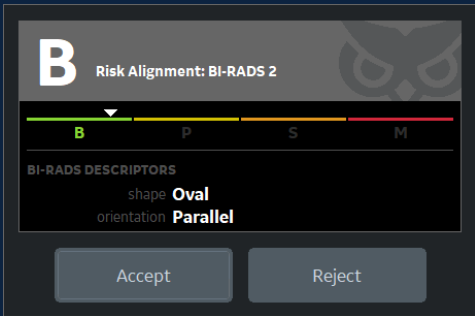 B
Risk Alignment: BI-RADS 2
B P S M
BI-RADS DESCRIPTORS
shape Oval
orientation Parallel
Accept Reject